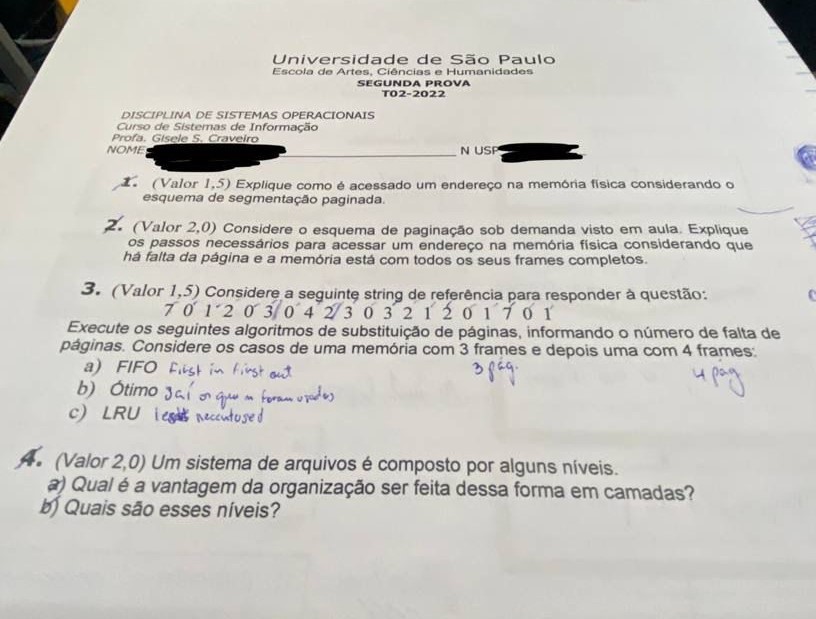 Universidade de São Paulo
Escola de Artes, Ciências e Humanidades
SEGUNDA PROVA
T02-2022
DISCIPLINA DE SISTEMAS OPERACIONAIS
Curso de Sistemas de Informação
Profa. Gisele S. Craveiro
NOME N USP
1. (Valor 1,5) Explique como é acessado um endereço na memória física considerando o
esquema de segmentação paginada.
2. (Valor 2,0) Considere o esquema de paginação sob demanda visto em aula. Explique
os passos necessários para acessar um endereço na memória física considerando que
há falta da página e a memória está com todos os seus frames completos.
3. (Valor 1,5) Considere a seguinte string de referência para responder à questão:
7 0 1 2 0 3 0 4 2 3 0 3 2 1 2 0 1 7 0 1
Execute os seguintes algoritmos de substituição de páginas, informando o número de falta de
páginas. Considere os casos de uma memória com 3 frames e depois uma com 4 frames:
a) FIFO First in first out 3 pág. 4 pag
b) Ótimo que n foram usados
c) LRU
4. (Valor 2,0) Um sistema de arquivos é composto por alguns níveis.
a) Qual é a vantagem da organização ser feita dessa forma em camadas?
b) Quais são esses níveis?